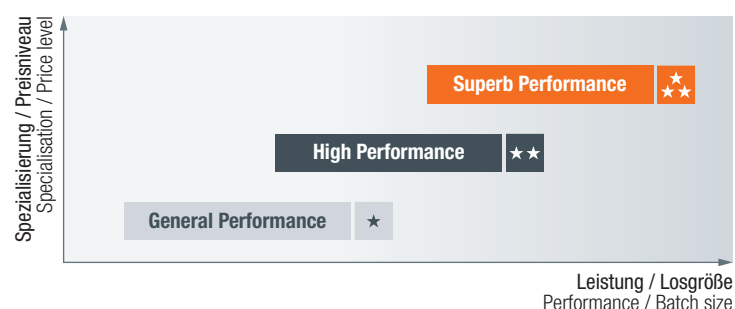 Spezialisierung / Preisniveau
Specialisation / Price level
Superb Performance
High Performance
General Performance
Leistung / Losgröße
Performance / Batch size